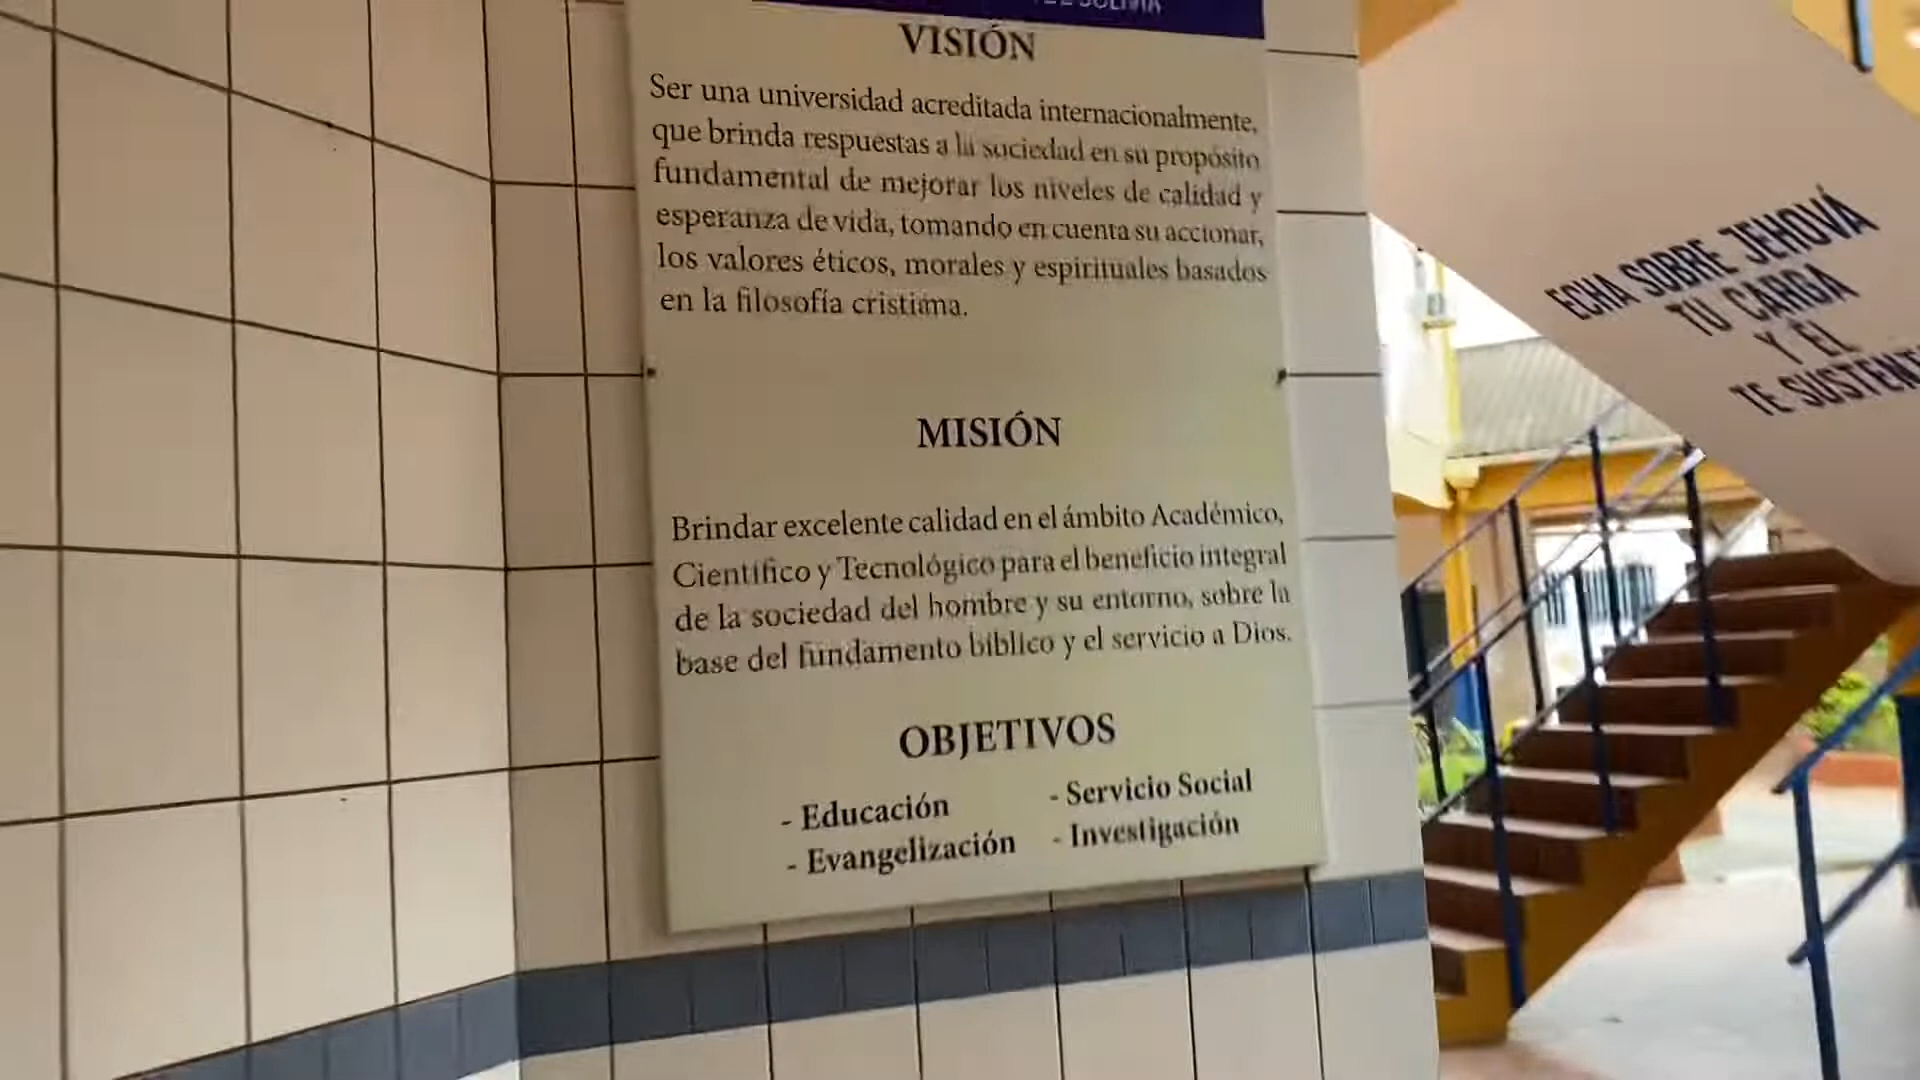 DE BOLIVIA
VISIÓN
Ser una universidad acreditada internacionalmente,
que brinda respuestas a la sociedad en su propósito
fundamental de mejorar los niveles de calidad y
esperanza de vida, tomando en cuenta su accionar,
los valores éticos, morales y espirituales basados
en la filosofía cristiana.
MISIÓN
Brindar excelente calidad en el ámbito Académico,
Científico y Tecnológico para el beneficio integral
de la sociedad del hombre y su entorno, sobre la
base del fundamento bíblico y el servicio a Dios.
OBJETIVOS
- Educación - Servicio Social
- Evangelización - Investigación
ECHA SOBRE JEHOVÁ
TU CARGA
Y ÉL
TE